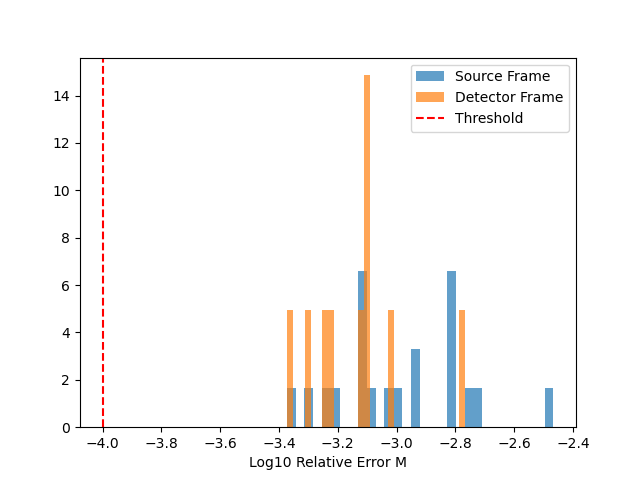 Source Frame
Detector Frame
Threshold
14
12
10
8
6
4
2
0
−4.0 −3.8 −3.6 −3.4 −3.2 −3.0 −2.8 −2.6 −2.4
Log10 Relative Error M